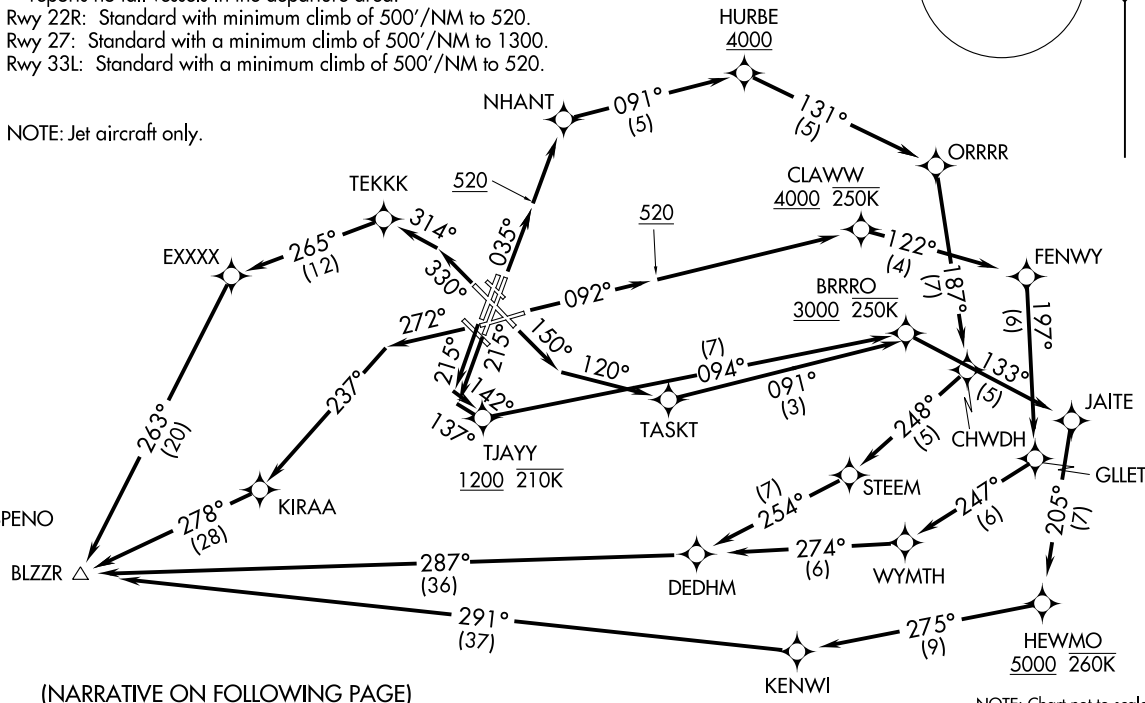 Rwy 22R: Standard with minimum climb of 500'/NM to 520.
Rwy 27: Standard with a minimum climb of 500'/NM to 1300.
Rwy 33L: Standard with a minimum climb of 500'/NM to 520.
NOTE: Jet aircraft only.
HURBE
4000
NHANT
091°
(5)
131°
(5)
ORRRR
TEKKK
520
035°
CLAWW
4000 250K
520
314°
EXXXX
265°
(12)
330°
092°
122°
(4)
FENWY
187°
(7)
197°
(6)
BRRRO
3000 250K
272°
215°
215°
150°
120°
(7)
094°
091°
(3)
133°
(5)
142°
137°
TJAYY
1200 210K
TASKT
JAITE
237°
263°
(20)
248°
(5)
CHWDH
GLLET
KIRAA
278°
(28)
STEEM
(7)
254°
247°
(6)
205°
(7)
BLZZR
287°
(36)
DEDHM
274°
(6)
WYMTH
291°
(37)
275°
(9)
HEWMO
5000 260K
KENWI
(NARRATIVE ON FOLLOWING PAGE)